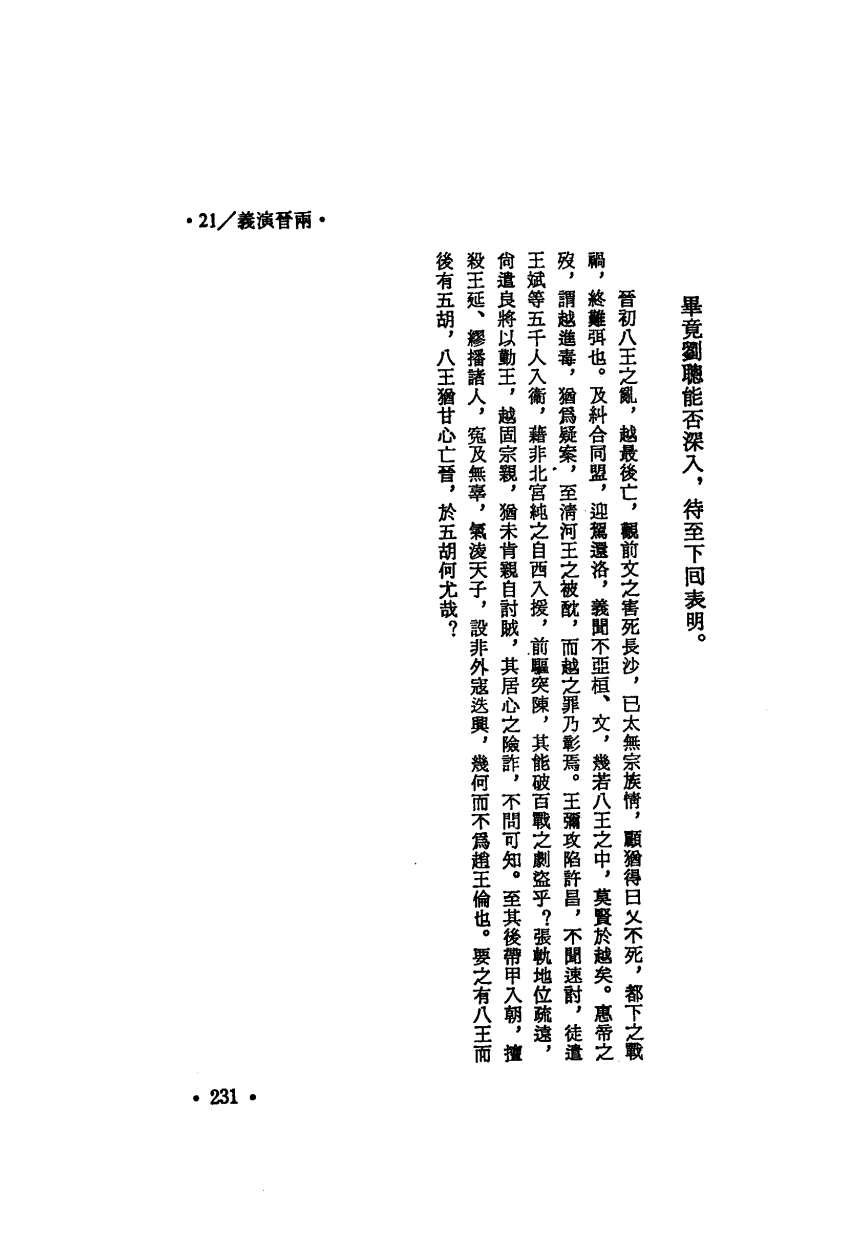 •21／義演晉兩•
畢竟劉聰能否深入，待至下回表明。
晉初八王之亂，越最後亡，觀前文之害死長沙，已太無宗族情，顧猶得曰乂不死，都下之戰
禍，終難弭也。及糾合同盟，迎駕還洛，義聞不亞桓、文，幾若八王之中，莫賢於越矣。惠帝之
歿，謂越進毒，猶爲疑案，至淸河王之被酖，而越之罪乃彰焉。王彌攻陷許昌，不聞速討，徒遣
王斌等五千人入衞，藉非北宮純之自西入援，前驅突陳，其能破百戰之劇盜乎？張軌地位疏遠，
尙遣良將以勤王，越固宗親，猶未肯親自討賊，其居心之險詐，不問可知。至其後帶甲入朝，擅
殺王延、繆播諸人，寃及無辜，氣淩天子，設非外寇迭興，幾何而不爲趙王倫也。要之有八王而
後有五胡，八王猶甘心亡晉，於五胡何尤哉？
•231•